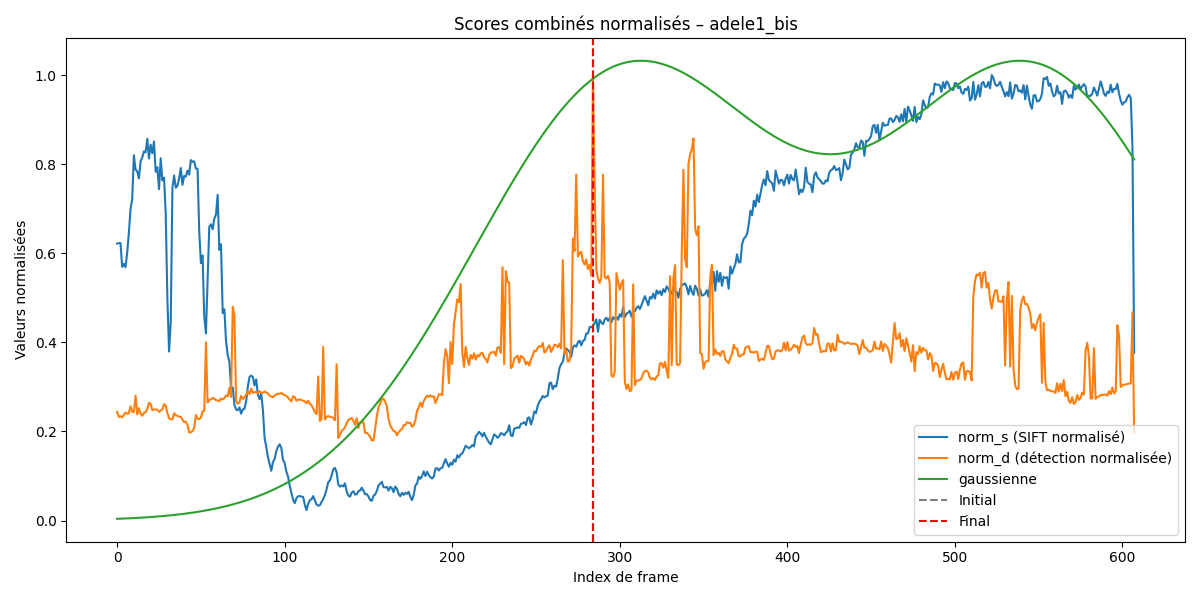 Scores combinés normalisés – adele1_bis
Valeurs normalisées
1.0
0.8
0.6
0.4
0.2
0.0
0
100
200
300
400
500
600
Index de frame
norm_s (SIFT normalisé)
norm_d (détection normalisée)
gaussienne
Initial
Final